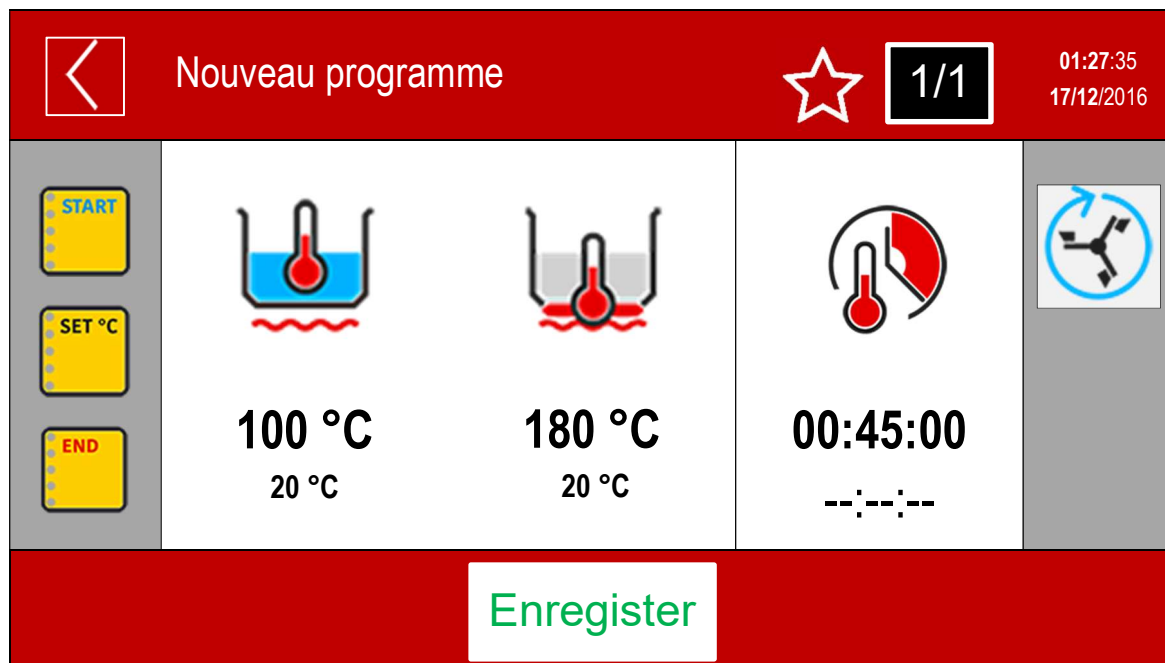 Nouveau programme
1/1
01:27:35
17/12/2016
START
SET °C
END
100 °C
180 °C
00:45:00
20 °C
20 °C
--:--:--
Enregister